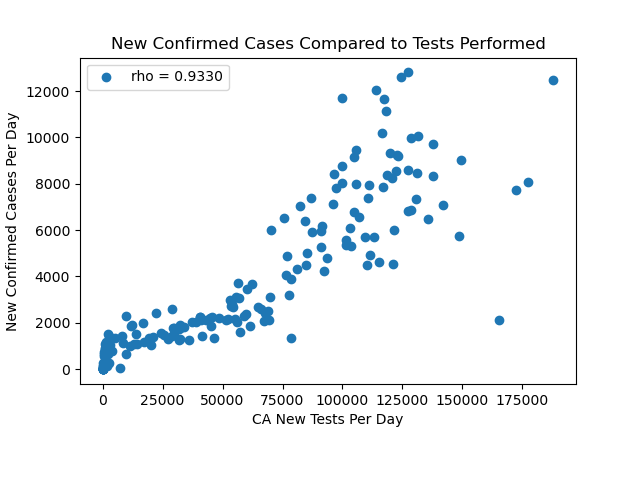 New Confirmed Cases Compared to Tests Performed
rho = 0.9330
12000
10000
8000
6000
4000
2000
0
New Confirmed Caeses Per Day
0 25000 50000 75000 100000 125000 150000 175000
CA New Tests Per Day